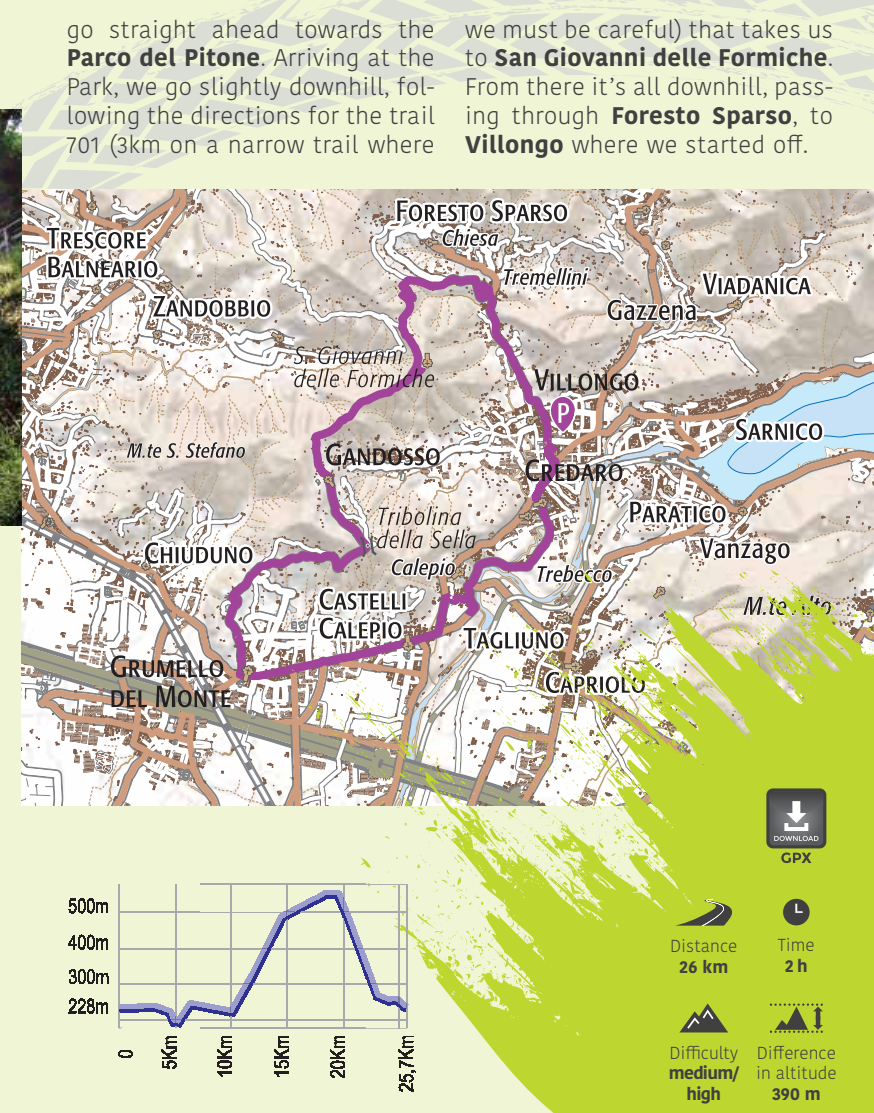 go straight ahead towards the
Parco del Pitone. Arriving at the
Park, we go slightly downhill, fol-
lowing the directions for the trail
701 (3km on a narrow trail where
we must be careful) that takes us
to San Giovanni delle Formiche.
From there it's all downhill, pass-
ing through Foresto Sparso, to
Villongo where we started off.
FORESTO SPARSO
Chiesa
TRESCORE
BALNEARIO
Tremellini
VIADANICA
ZANDOBBIO
Gazzena
S. Giovanni
delle Formiche
VILLONGO
P
SARNICO
M.te S. Stefano
GANDOSSO
CREDARO
PARATICO
Tribolina
della Sella
Vanzago
CHIUDUNO
Calepio
Trebecco
CASTELLI
CALEPIO
M.te Alto
TAGLIUNO
GRUMELLO
DEL MONTE
CAPRIOLO
DOWNLOAD
GPX
500m
400m
300m
228m
0
5Km
10Km
15Km
20Km
25,7Km
Distance
26 km
Time
2 h
Difficulty
medium/
high
Difference
in altitude
390 m